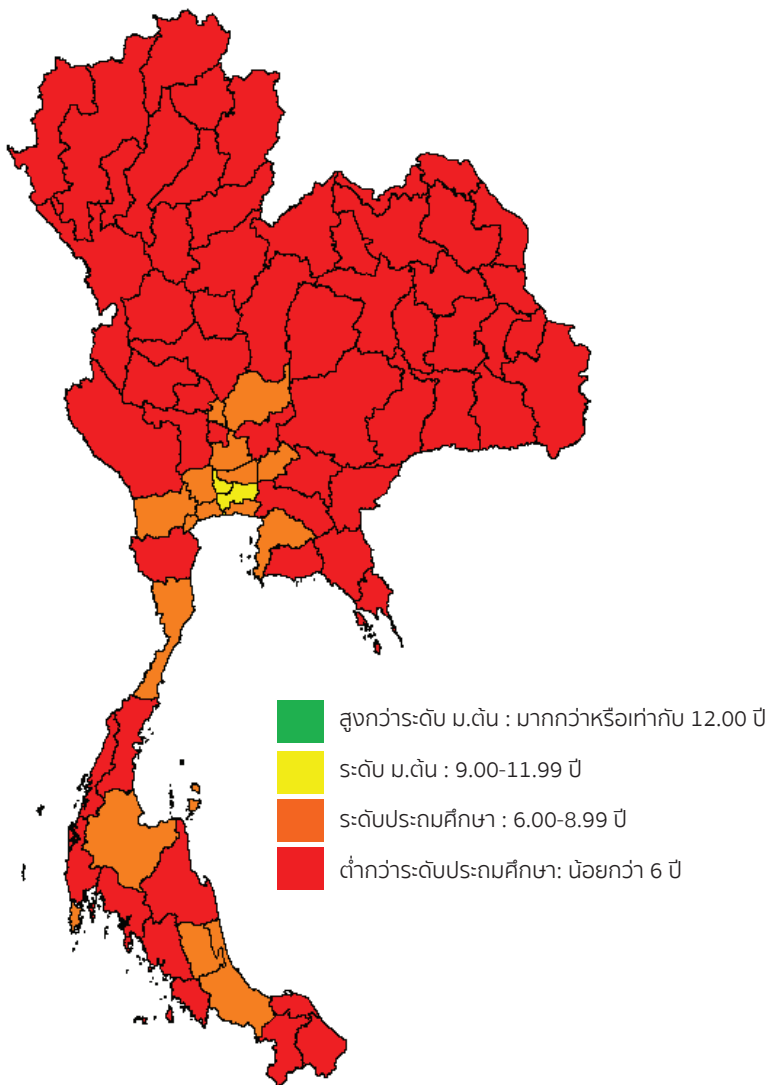 สูงกว่าระดับ ม.ต้น : มากกว่าหรือเท่ากับ 12.00 ปี
ระดับ ม.ต้น : 9.00-11.99 ปี
ระดับประถมศึกษา : 6.00-8.99 ปี
ต่ำกว่าระดับประถมศึกษา: น้อยกว่า 6 ปี